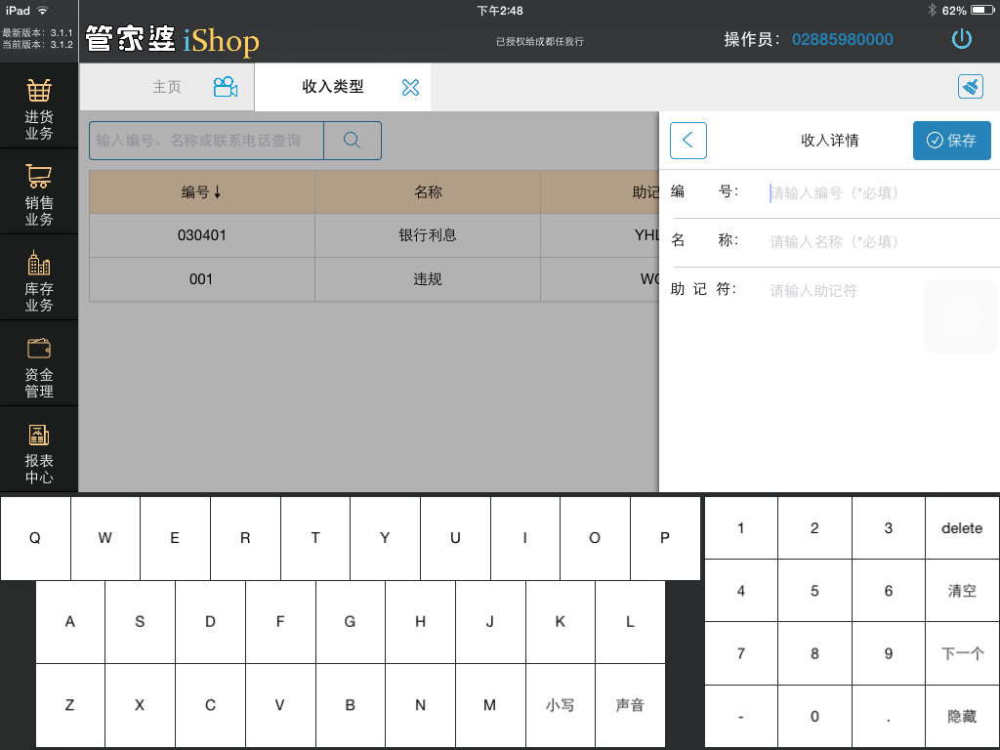 iPad 下午2:48 62%
最新版本：3.1.1
当前版本：3.1.2
管家婆 iShop
已授权给成都任我行
操作员： 02885980000
进货
业务
销售
业务
库存
业务
资金
管理
报表
中心
主页 收入类型
输入编号、名称或联系电话查询
编号↓ 名称 助记
030401 银行利息 YHL
001 违规 WG
收入详情 保存
编 号： 请输入编号（*必填）
名 称： 请输入名称（*必填）
助 记 符： 请输入助记符
Q W E R T Y U I O P
A S D F G H J K L
Z X C V B N M 小写 声音
1 2 3 delete
4 5 6 清空
7 8 9 下一个
- 0 . 隐藏